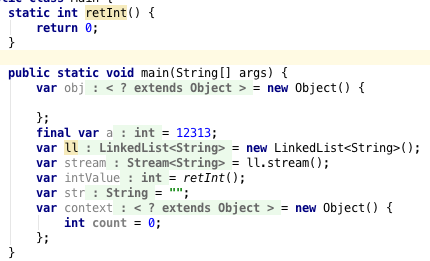 static int retInt() {
return 0;
}
public static void main(String[] args) {
var obj : < ? extends Object > = new Object() {
};
final var a : int = 12313;
var ll : LinkedList<String> = new LinkedList<String>();
var stream : Stream<String> = ll.stream();
var intValue : int = retInt();
var str : String = "";
var context : < ? extends Object > = new Object() {
int count = 0;
};
}